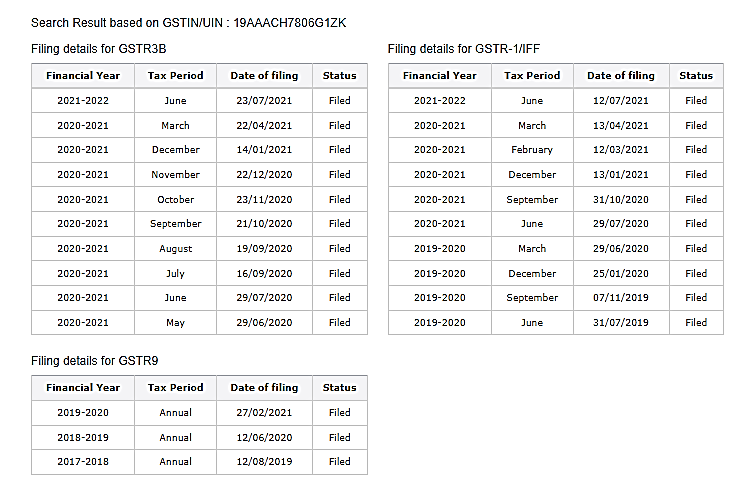 Search Result based on GSTIN/UIN : 19AAACH7806G1ZK
Filing details for GSTR3B
Financial Year Tax Period Date of filing Status
2021-2022 June 23/07/2021 Filed
2020-2021 March 22/04/2021 Filed
2020-2021 December 14/01/2021 Filed
2020-2021 November 22/12/2020 Filed
2020-2021 October 23/11/2020 Filed
2020-2021 September 21/10/2020 Filed
2020-2021 August 19/09/2020 Filed
2020-2021 July 16/09/2020 Filed
2020-2021 June 29/07/2020 Filed
2020-2021 May 29/06/2020 Filed
Filing details for GSTR-1/IFF
Financial Year Tax Period Date of filing Status
2021-2022 June 12/07/2021 Filed
2020-2021 March 13/04/2021 Filed
2020-2021 February 12/03/2021 Filed
2020-2021 December 13/01/2021 Filed
2020-2021 September 31/10/2020 Filed
2020-2021 June 29/07/2020 Filed
2019-2020 March 29/06/2020 Filed
2019-2020 December 25/01/2020 Filed
2019-2020 September 07/11/2019 Filed
2019-2020 June 31/07/2019 Filed
Filing details for GSTR9
Financial Year Tax Period Date of filing Status
2019-2020 Annual 27/02/2021 Filed
2018-2019 Annual 12/06/2020 Filed
2017-2018 Annual 12/08/2019 Filed